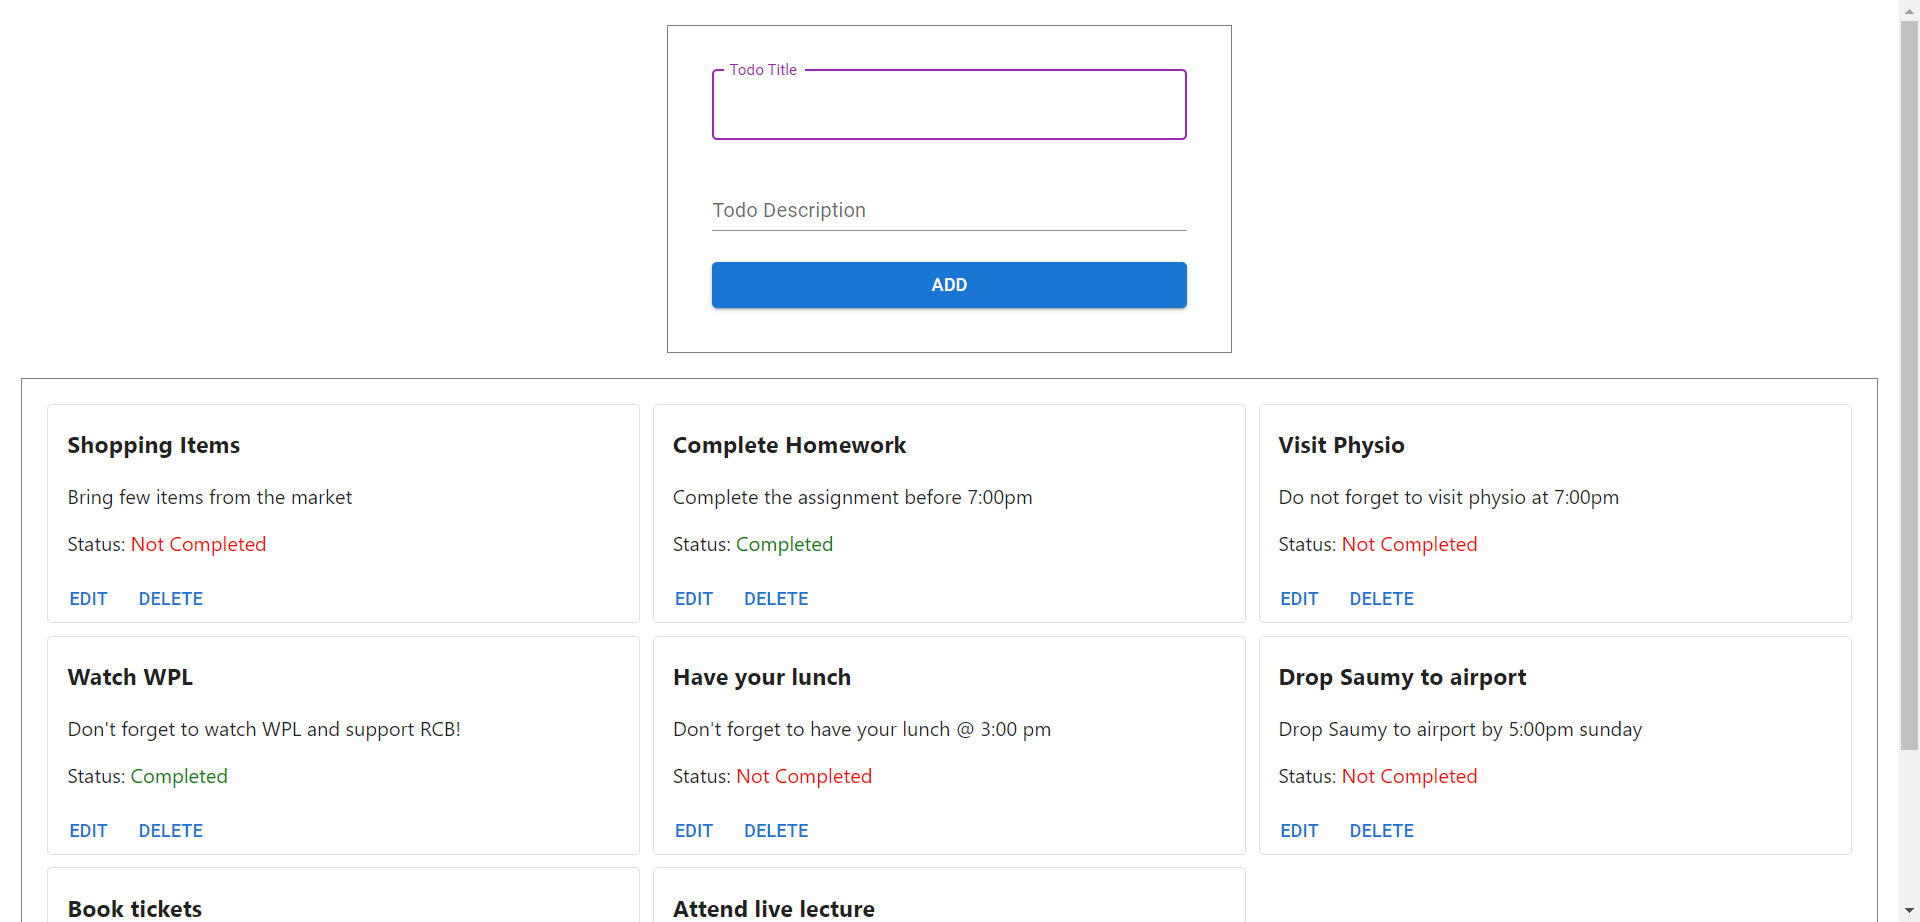 Todo Title
Todo Description
ADD
Shopping Items
Bring few items from the market
Status: Not Completed
EDIT DELETE
Complete Homework
Complete the assignment before 7:00pm
Status: Completed
EDIT DELETE
Visit Physio
Do not forget to visit physio at 7:00pm
Status: Not Completed
EDIT DELETE
Watch WPL
Don't forget to watch WPL and support RCB!
Status: Completed
EDIT DELETE
Have your lunch
Don't forget to have your lunch @ 3:00 pm
Status: Not Completed
EDIT DELETE
Drop Saumy to airport
Drop Saumy to airport by 5:00pm sunday
Status: Not Completed
EDIT DELETE
Book tickets
Attend live lecture